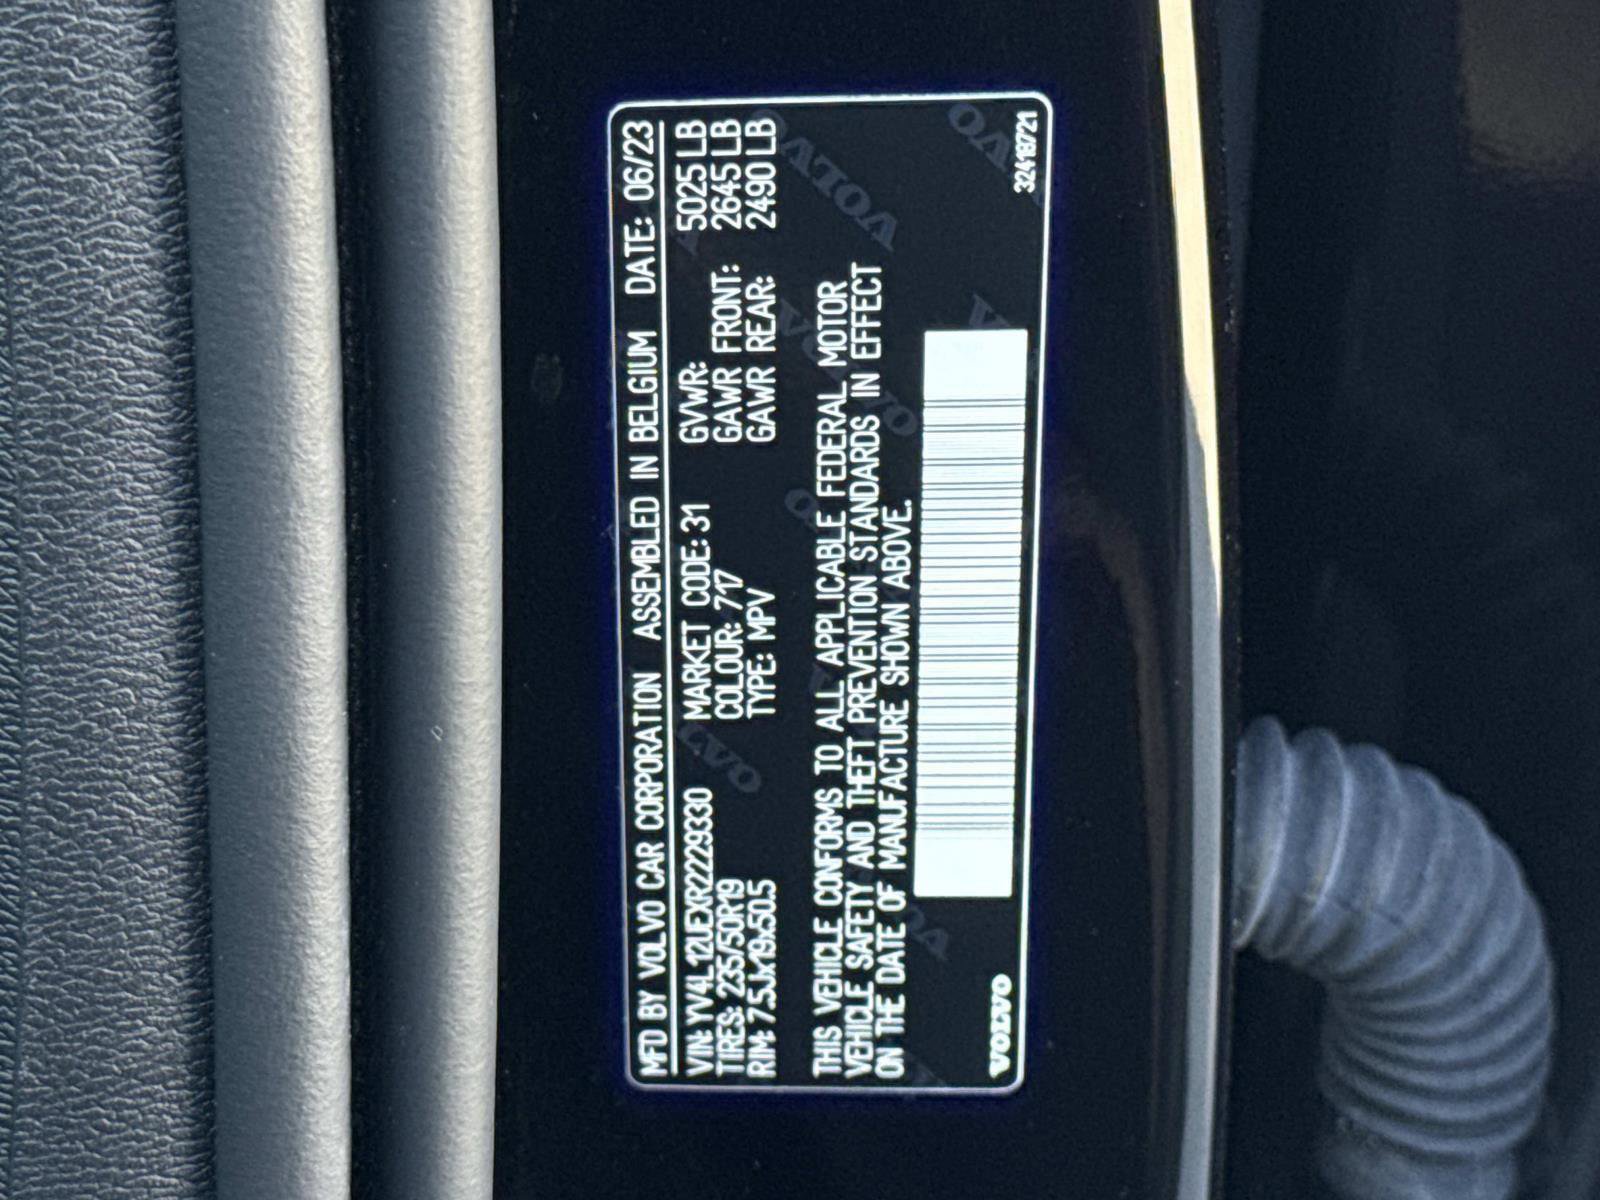 MFD BY VOLVO CAR CORPORATION ASSEMBLED IN BELGIUM DATE: 06/23
VIN: YV4L12UEXR2229330 MARKET CODE: 31 GVWR: 5025 LB
TIRES: 235/50R19 COLOUR: 717 GAWR FRONT: 2645 LB
RIM: 7.5Jx19x50.5 TYPE: MPV GAWR REAR: 2490 LB
THIS VEHICLE CONFORMS TO ALL APPLICABLE FEDERAL MOTOR
VEHICLE SAFETY AND THEFT PREVENTION STANDARDS IN EFFECT
ON THE DATE OF MANUFACTURE SHOWN ABOVE.
VOLVO
32418721